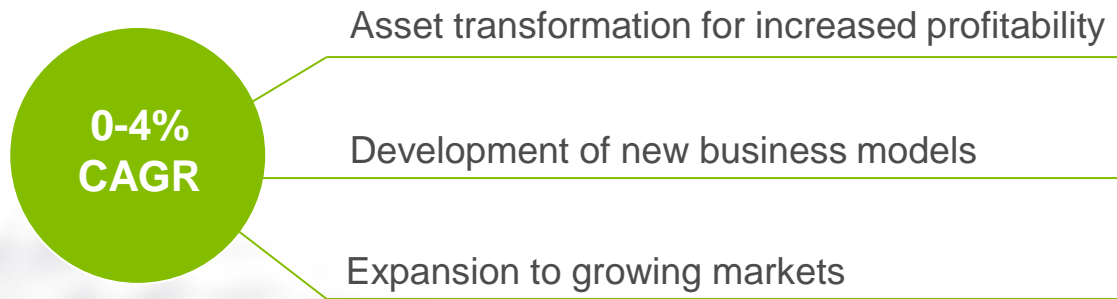 Asset transformation for increased profitability
0-4%
CAGR
Development of new business models
Expansion to growing markets